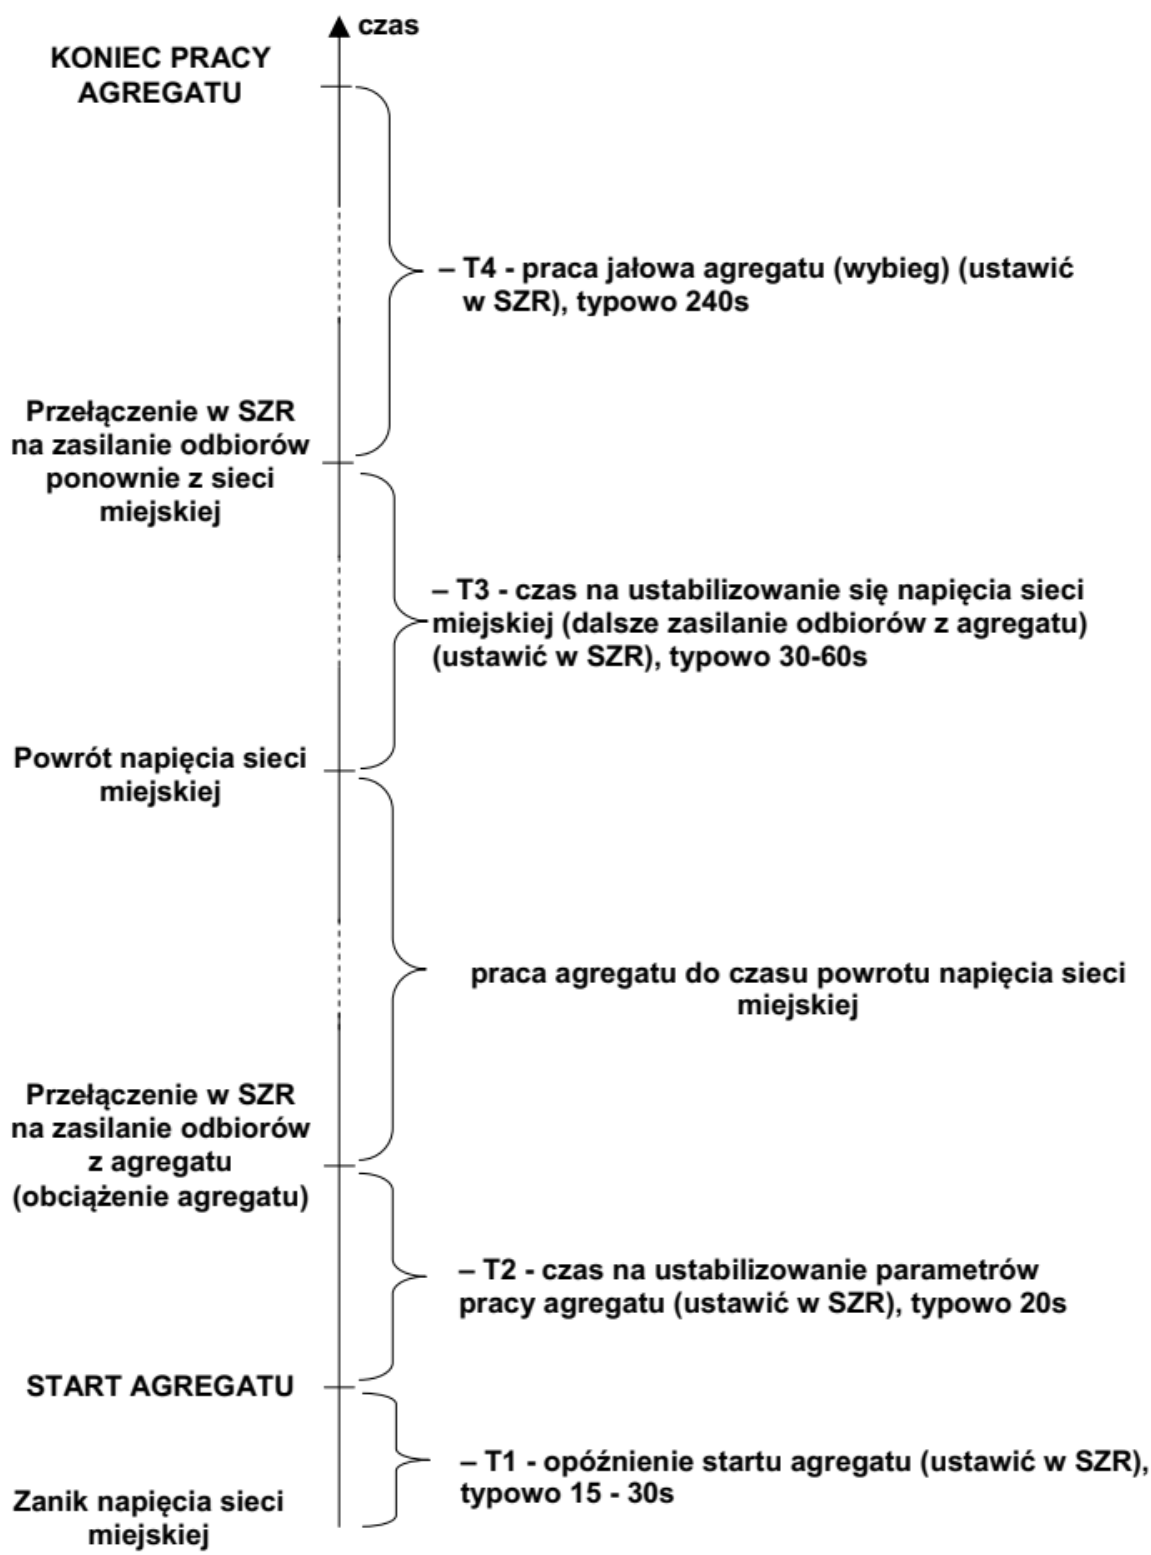 czas
KONIEC PRACY
AGREGATU
– T4 - praca jałowa agregatu (wybieg) (ustawić
w SZR), typowo 240s
Przełączenie w SZR
na zasilanie odbiorów
ponownie z sieci
miejskiej
– T3 - czas na ustabilizowanie się napięcia sieci
miejskiej (dalsze zasilanie odbiorów z agregatu)
(ustawić w SZR), typowo 30-60s
Powrót napięcia sieci
miejskiej
praca agregatu do czasu powrotu napięcia sieci
miejskiej
Przełączenie w SZR
na zasilanie odbiorów
z agregatu
(obciążenie agregatu)
– T2 - czas na ustabilizowanie parametrów
pracy agregatu (ustawić w SZR), typowo 20s
START AGREGATU
– T1 - opóźnienie startu agregatu (ustawić w SZR),
typowo 15 - 30s
Zanik napięcia sieci
miejskiej